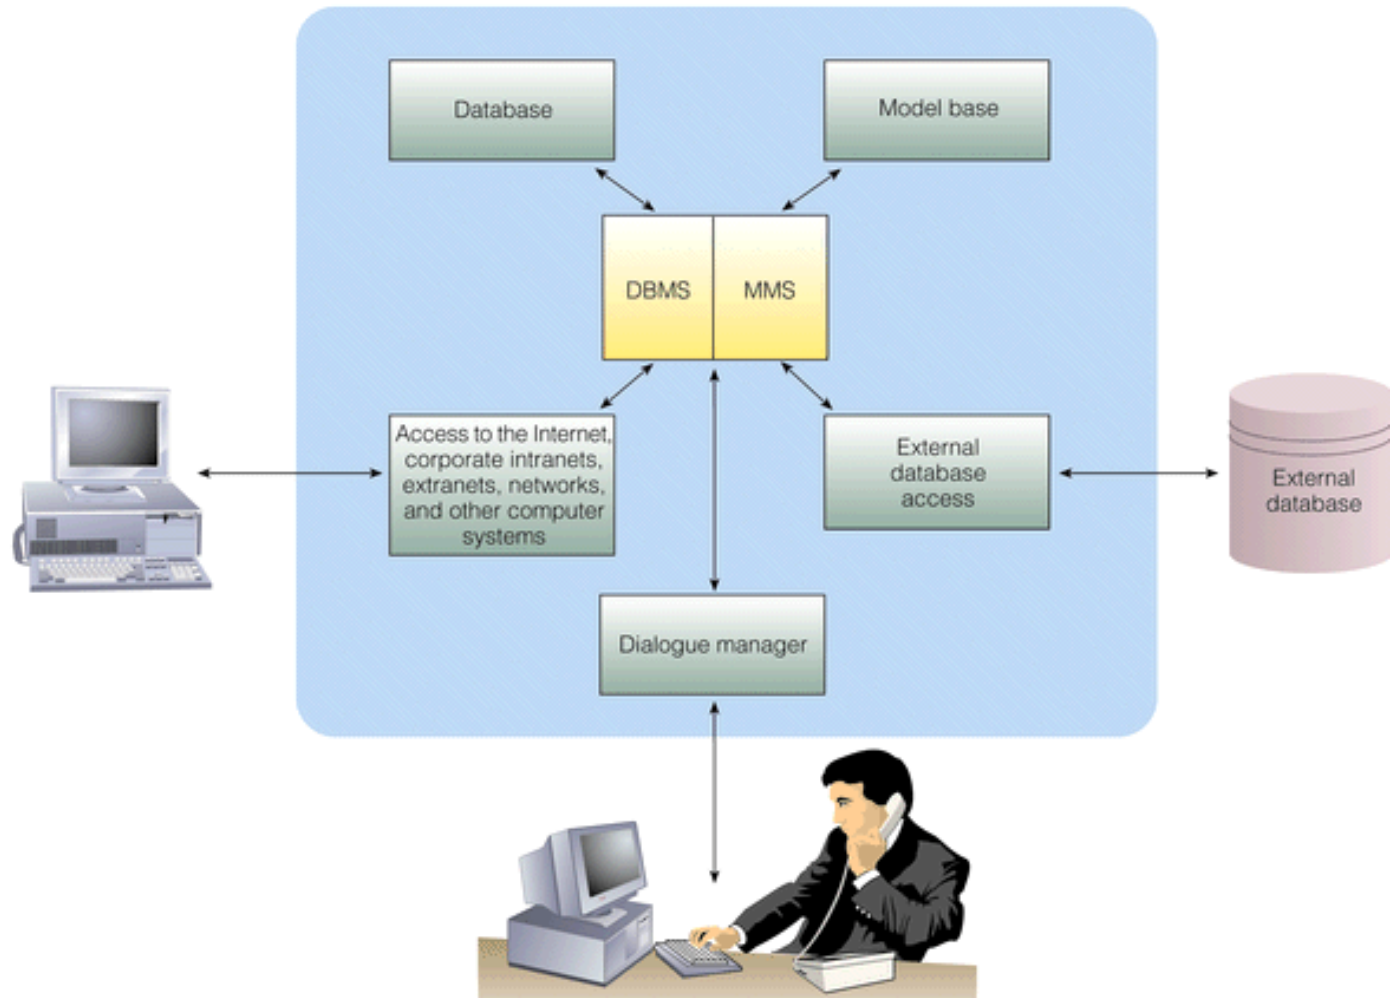 Database
Model base
DBMS
MMS
Access to the Internet,
corporate intranets,
extranets, networks,
and other computer
systems
External
database
access
External
database
Dialogue manager